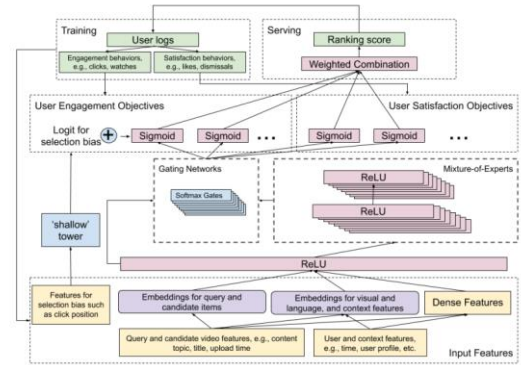 Training
User logs
Engagement behaviors,
e.g., clicks, watches
Satisfaction behaviors,
e.g., likes, dismissals
Serving
Ranking score
Weighted Combination
User Engagement Objectives
User Satisfaction Objectives
Logit for
selection bias
Sigmoid
Sigmoid
Sigmoid
Sigmoid
Gating Networks
Softmax Gates
Mixture-of-Experts
ReLU
ReLU
'shallow'
tower
ReLU
Features for
selection bias such
as click position
Embeddings for query and
candidate items
Embeddings for visual and
language, and context features
Dense Features
Query and candidate video features, e.g., content
topic, title, upload time
User and context features,
e.g., time, user profile, etc.
Input Features